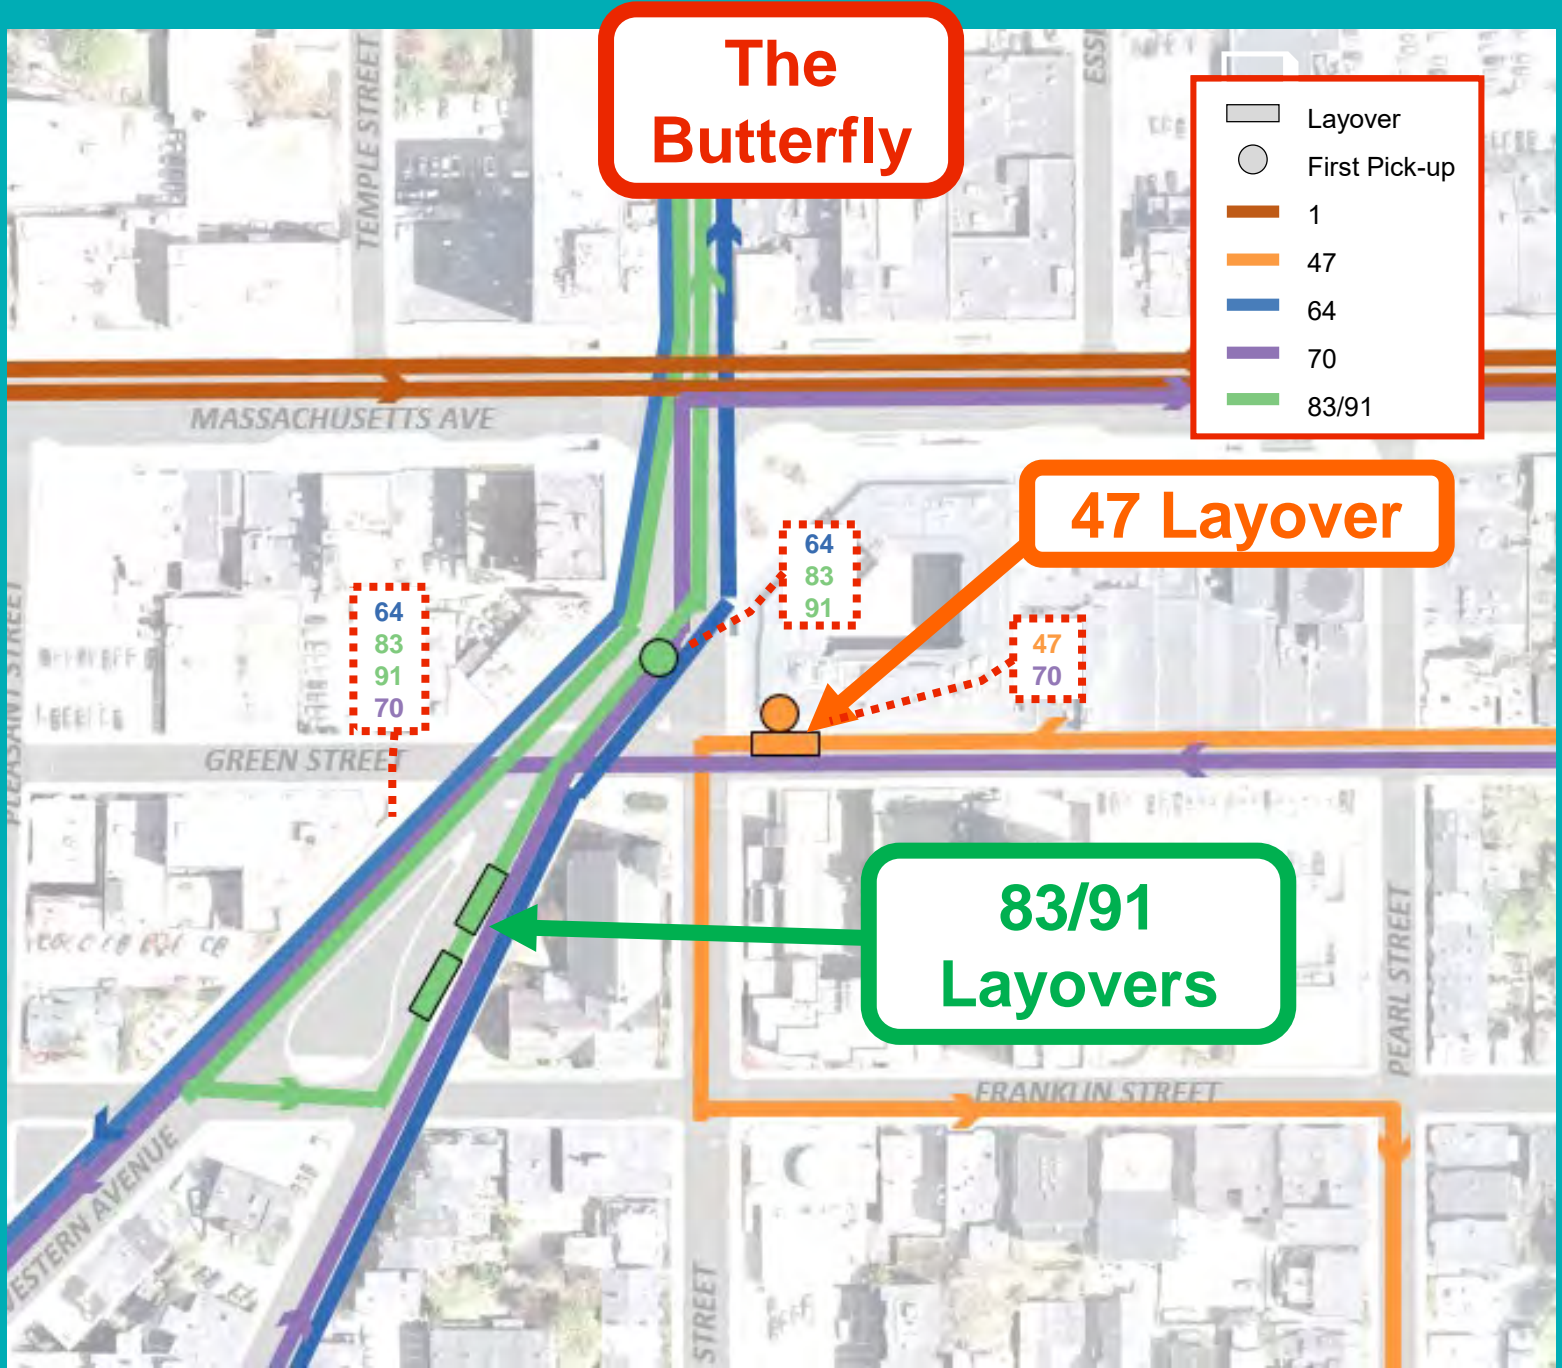 The
Butterfly
TEMPLE STREET
Layover
First Pick-up
1
47
64
70
83/91
MASSACHUSETTS AVE
47 Layover
64
83
91
64
83
91
70
47
70
GREEN STREET
83/91
Layovers
PEARL STREET
FRANKLIN STREET
STREET